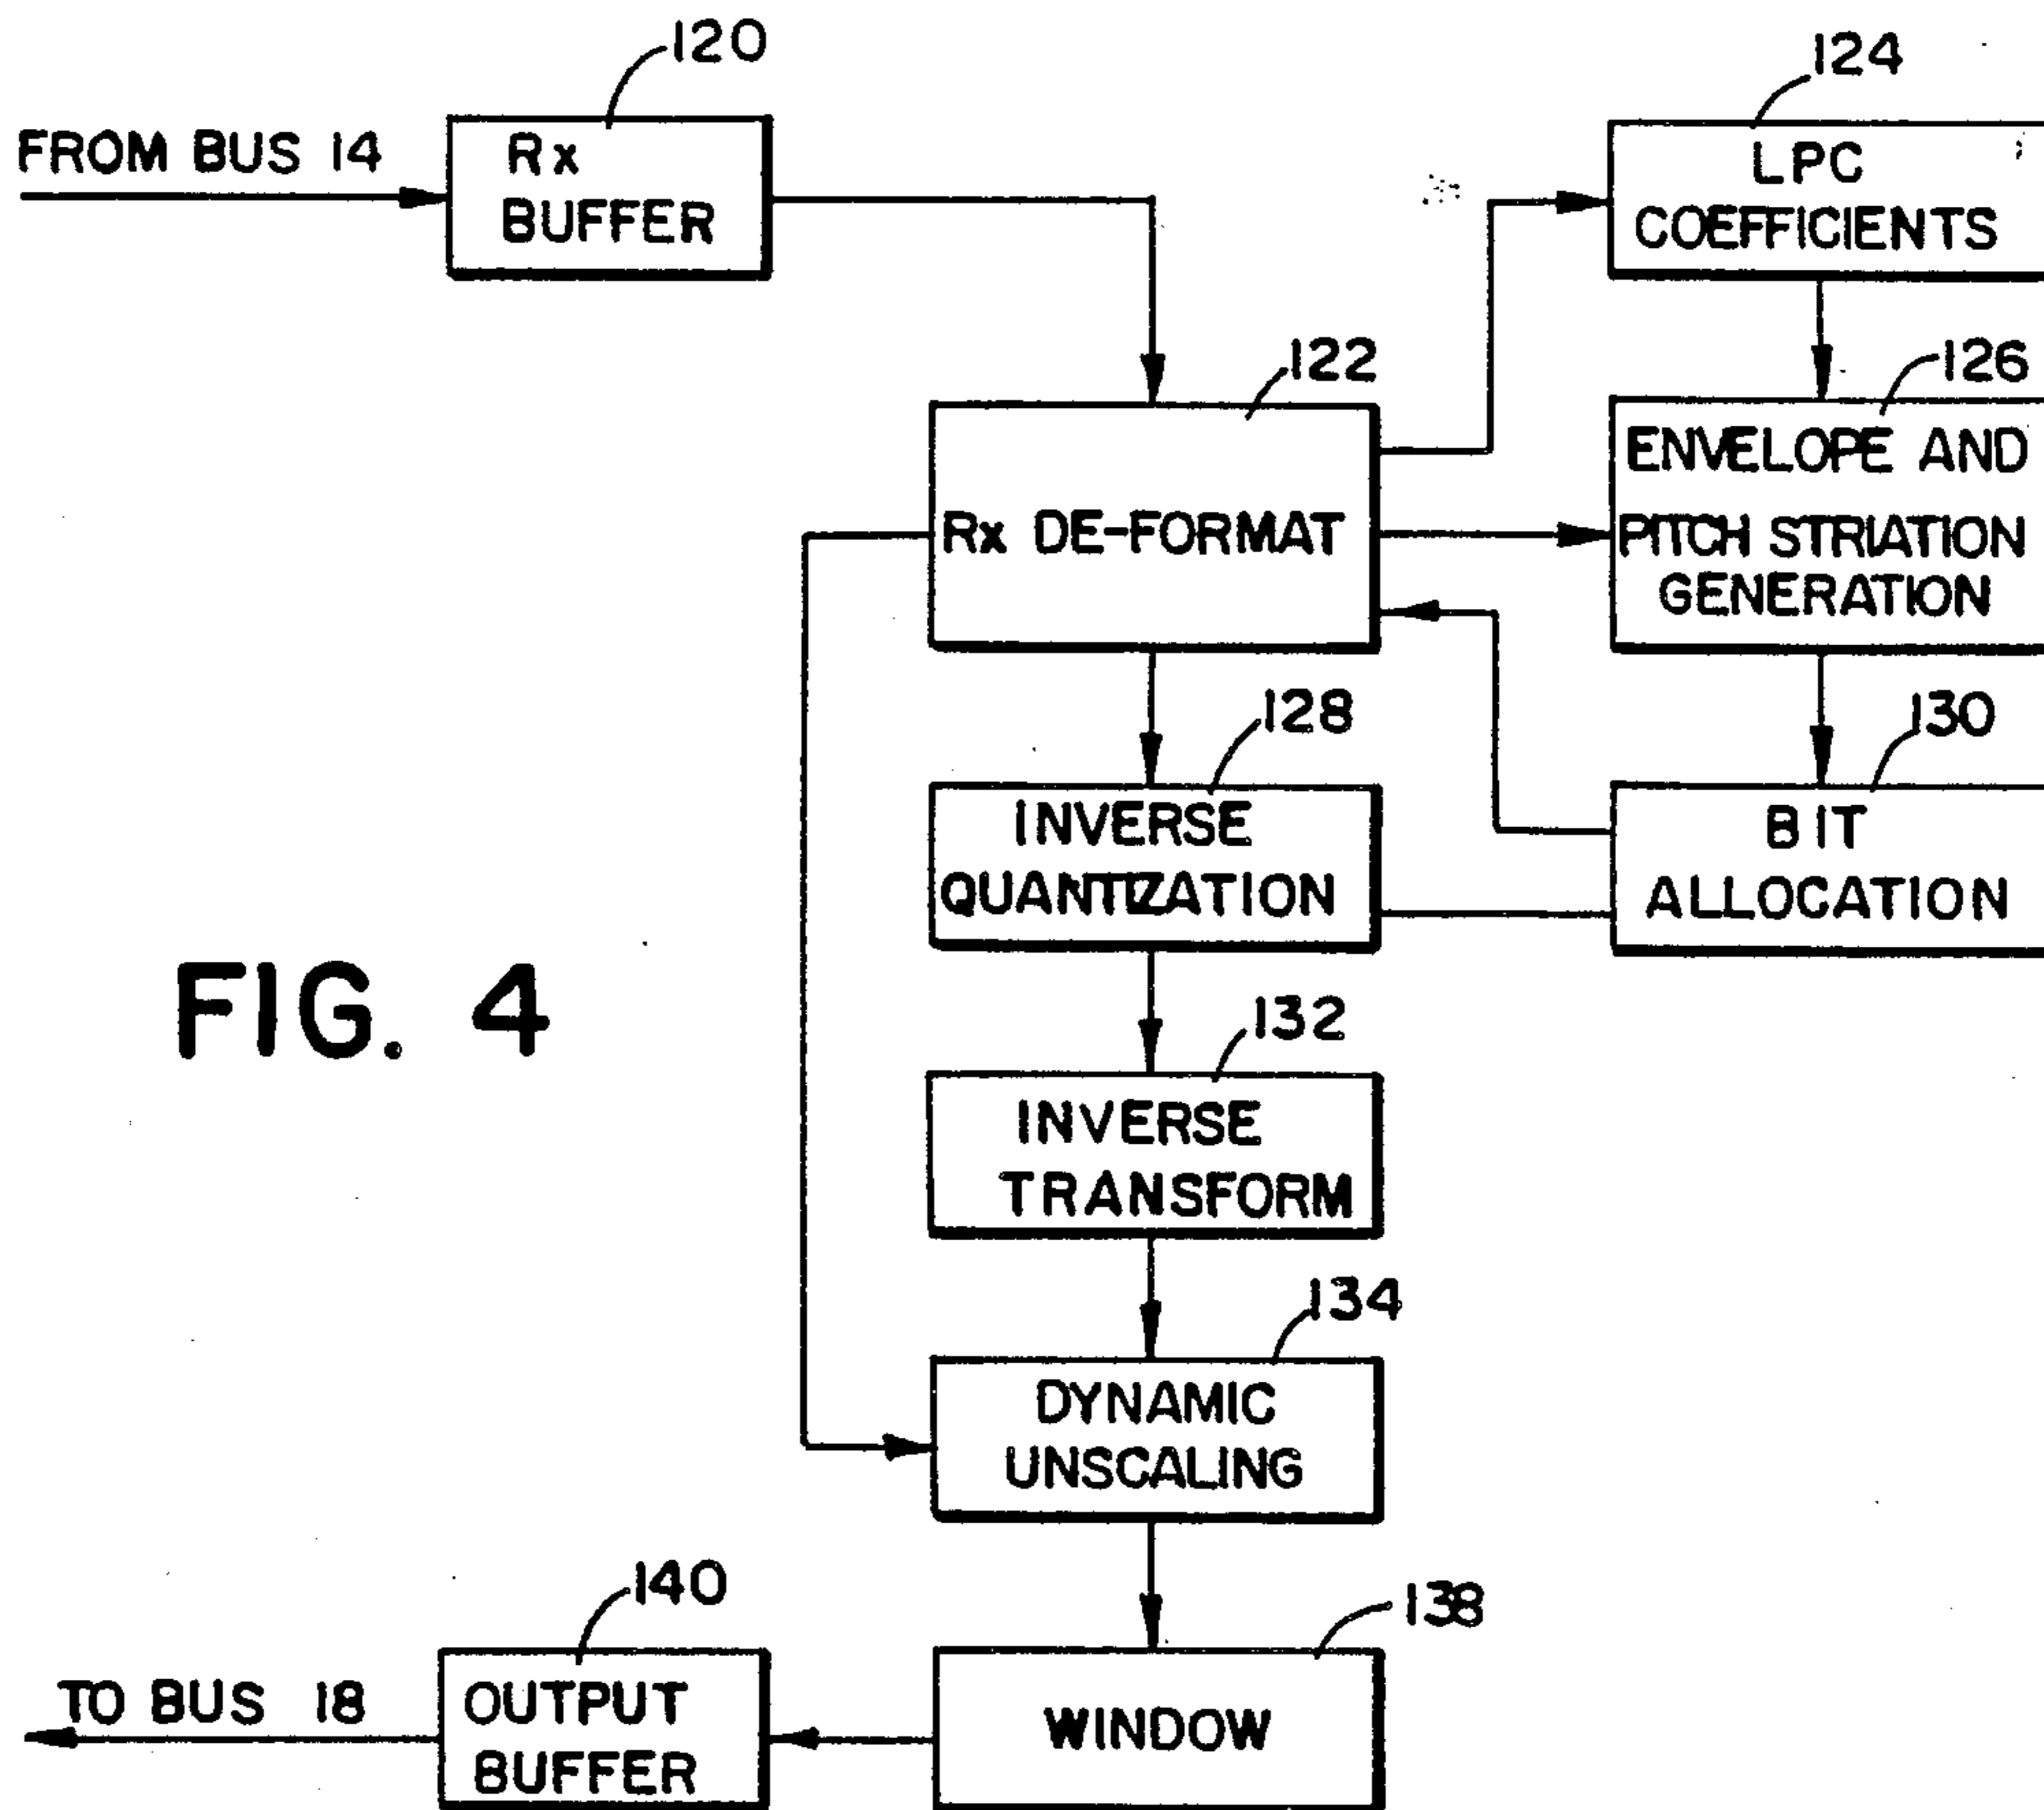 120
124
FROM BUS 14
Rx
BUFFER
LPC
COEFFICIENTS
122
126
Rx DE-FORMAT
ENVELOPE AND
PITCH STRIATION
GENERATION
128
130
INVERSE
QUANTIZATION
BIT
ALLOCATION
FIG. 4
132
INVERSE
TRANSFORM
134
DYNAMIC
UNSCALING
140
138
TO BUS 18
OUTPUT
BUFFER
WINDOW